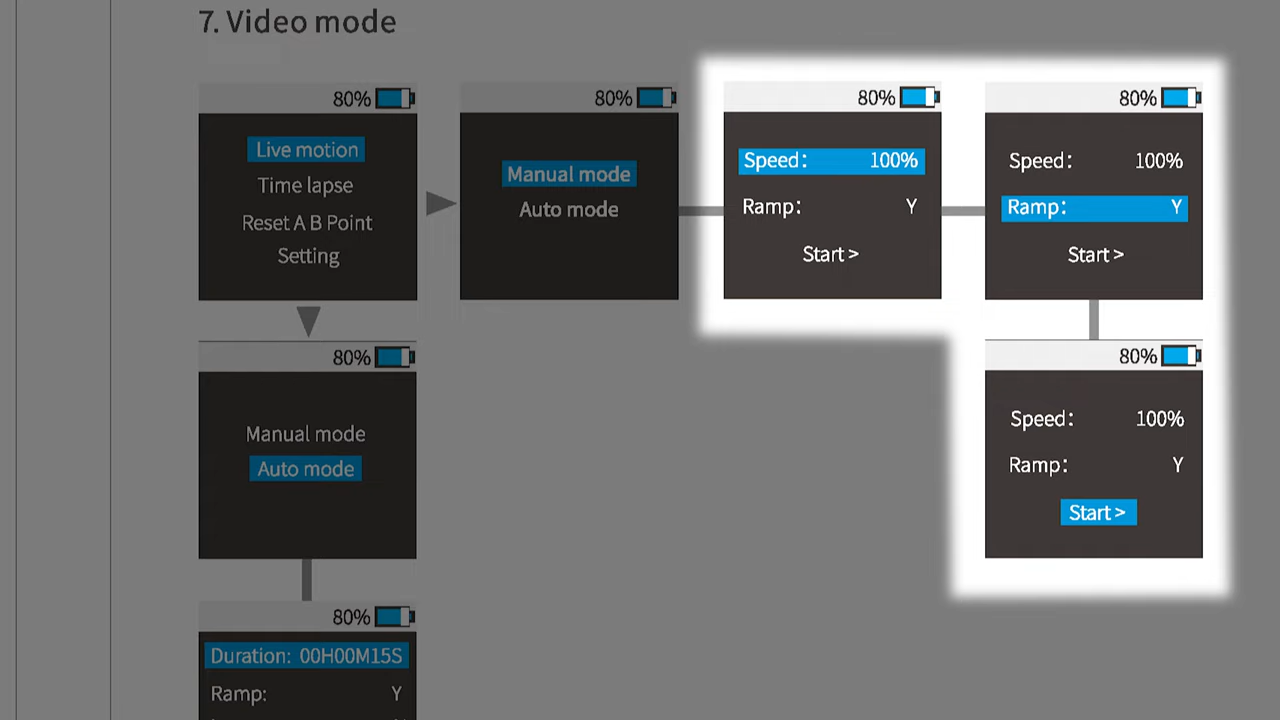 7. Video mode
80%
Live motion
Time lapse
Reset A B Point
Setting
80%
Manual mode
Auto mode
80%
Speed: 100%
Ramp: Y
Start >
80%
Speed: 100%
Ramp: Y
Start >
80%
Manual mode
Auto mode
80%
Speed: 100%
Ramp: Y
Start >
80%
Duration: 00H00M15S
Ramp: Y